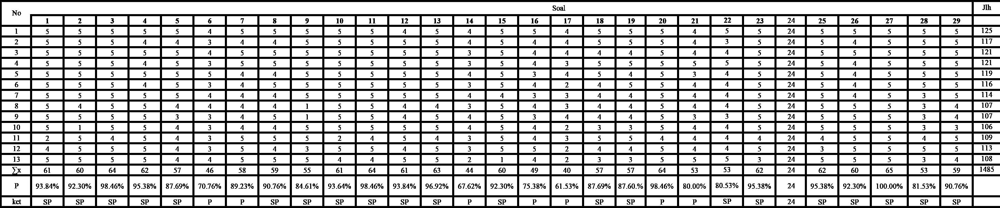 No Soal Jlh
1 2 3 4 5 6 7 8 9 10 11 12 13 14 15 16 17 18 19 20 21 22 23 24 25 26 27 28 29
1 5 5 5 5 5 4 5 5 5 5 5 4 5 4 5 5 4 5 5 5 4 5 5 24 5 5 5 5 5 125
2 5 5 5 4 4 3 4 4 5 5 5 5 5 4 5 4 4 5 5 5 4 3 5 24 5 4 5 5 5 117
3 5 5 5 5 5 4 5 5 5 5 5 5 5 3 5 4 4 4 4 5 4 4 5 24 5 5 5 5 5 121
4 5 5 5 4 5 3 5 5 5 5 5 5 5 3 5 4 3 5 5 5 5 5 5 24 5 4 5 5 5 121
5 5 5 5 5 5 5 4 4 5 5 5 5 5 4 5 3 4 5 4 5 3 4 5 24 5 4 5 5 5 119
6 5 5 5 4 5 3 4 5 5 5 5 5 5 3 5 4 2 4 5 5 4 4 5 24 5 4 5 5 5 116
7 5 5 5 5 5 4 4 4 5 5 5 5 5 4 4 3 3 4 4 5 4 4 5 24 5 4 5 3 5 114
8 5 4 5 5 4 4 4 4 1 5 5 4 4 3 5 4 3 4 4 5 4 4 5 24 5 5 5 3 4 107
9 5 5 5 5 3 3 4 5 1 5 5 4 5 4 5 3 4 4 4 5 3 3 5 24 5 5 5 3 4 107
10 5 1 5 5 4 3 4 4 5 5 5 5 5 4 5 4 2 3 3 5 4 4 5 24 5 5 5 3 3 106
11 2 5 4 5 4 3 5 5 5 2 4 5 4 3 5 4 3 5 5 4 4 4 4 24 4 5 5 4 5 109
12 4 5 5 5 4 3 5 4 3 5 5 4 5 3 5 5 2 4 4 5 4 4 5 24 3 5 5 5 5 113
13 5 5 5 5 4 4 5 5 5 4 4 5 5 2 1 4 2 3 3 5 5 5 3 24 5 5 5 3 4 108
∑x 61 60 64 62 57 46 58 59 55 61 64 61 63 44 60 49 40 57 57 64 53 53 62 24 62 60 65 53 59 1485
P 93.84% 92.30% 98.46% 95.38% 87.69% 70.76% 89.23% 90.76% 84.61% 93.64% 98.46% 93.84% 96.92% 67.62% 92.30% 75.38% 61.53% 87.69% 87.60.% 98.46% 80.00% 80.53% 95.38% 24 95.38% 92.30% 100.00% 81.53% 90.76%
ket SP SP SP SP SP P P SP SP SP SP SP SP P SP P P SP SP P P SP SP 24 SP SP SP SP SP